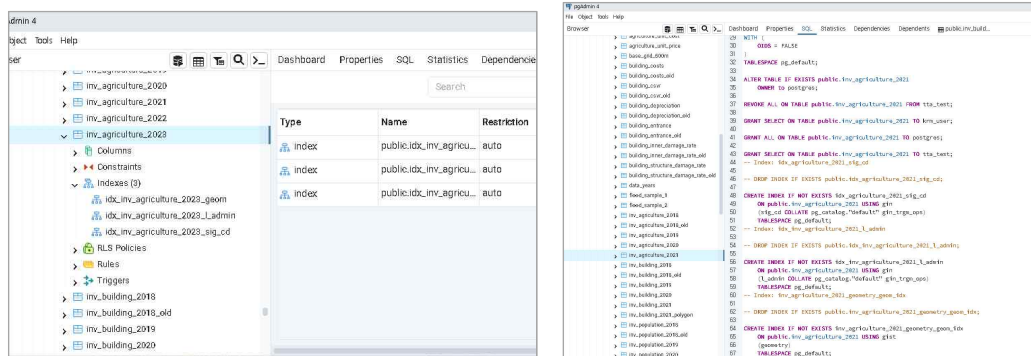 dmin 4
bject Tools Help
ser
Dashboard Properties SQL Statistics Dependencie
inv_agriculture_2019
inv_agriculture_2020
inv_agriculture_2021
inv_agriculture_2022
inv_agriculture_2023
Columns
Constraints
Indexes (3)
idx_inv_agriculture_2023_geom
idx_inv_agriculture_2023_l_admin
idx_inv_agriculture_2023_sig_cd
RLS Policies
Rules
Triggers
inv_building_2018
inv_building_2018_old
inv_building_2019
inv_building_2020
Search
Type Name Restriction
index public.idx_inv_agricu... auto
index public.idx_inv_agricu... auto
index public.idx_inv_agricu... auto
pgAdmin 4
File Object Tools Help
Browser
Dashboard Properties SQL Statistics Dependencies Dependents public.inv_build...
agriculture_unit_price
base_grid_500m
building_costs
building_costs_old
building_csvr
building_csvr_old
building_depreciation
building_depreciation_old
building_entrance
building_entrance_old
building_inner_damage_rate
building_inner_damage_rate_old
building_structure_damage_rate
building_structure_damage_rate_old
data_years
flood_sample_1
flood_sample_2
inv_agriculture_2018
inv_agriculture_2018_old
inv_agriculture_2019
inv_agriculture_2020
inv_agriculture_2021
inv_building_2018
inv_building_2018_old
inv_building_2019
inv_building_2020
inv_building_2021
inv_building_2023_polygon
inv_population_2018
inv_population_2018_old
inv_population_2019
inv_population_2020
29 WITH (
30 OIDS = FALSE
31 )
32 TABLESPACE pg_default;
33
34 ALTER TABLE IF EXISTS public.inv_agriculture_2021
35 OWNER to postgres;
36
37 REVOKE ALL ON TABLE public.inv_agriculture_2021 FROM tta_test;
38
39 GRANT SELECT ON TABLE public.inv_agriculture_2021 TO krm_user;
40
41 GRANT ALL ON TABLE public.inv_agriculture_2021 TO postgres;
42
43 GRANT SELECT ON TABLE public.inv_agriculture_2021 TO tta_test;
44 -- Index: idx_agriculture_2021_sig_cd
45
46 -- DROP INDEX IF EXISTS public.idx_inv_agriculture_2021_sig_cd;
47
48 CREATE INDEX IF NOT EXISTS idx_inv_agriculture_2021_sig_cd
49 ON public.inv_agriculture_2021 USING gin
50 (sig_cd COLLATE pg_catalog."default" gin_trgm_ops)
51 TABLESPACE pg_default;
52 -- Index: inv_agriculture_2021_l_admin
53
54 -- DROP INDEX IF EXISTS public.idx_inv_agriculture_2021_l_admin;
55
56 CREATE INDEX IF NOT EXISTS idx_inv_agriculture_2021_l_admin
57 ON public.inv_agriculture_2021 USING gin
58 (l_admin COLLATE pg_catalog."default" gin_trgm_ops)
59 TABLESPACE pg_default;
60 -- Index: inv_agriculture_2021_geometry_geom_idx
61
62 -- DROP INDEX IF EXISTS public.inv_agriculture_2021_geometry_geom_idx;
63
64 CREATE INDEX IF NOT EXISTS inv_agriculture_2021_geometry_geom_idx
65 ON public.inv_agriculture_2021 USING gist
66 (geometry)
67 TABLESPACE pg_default;